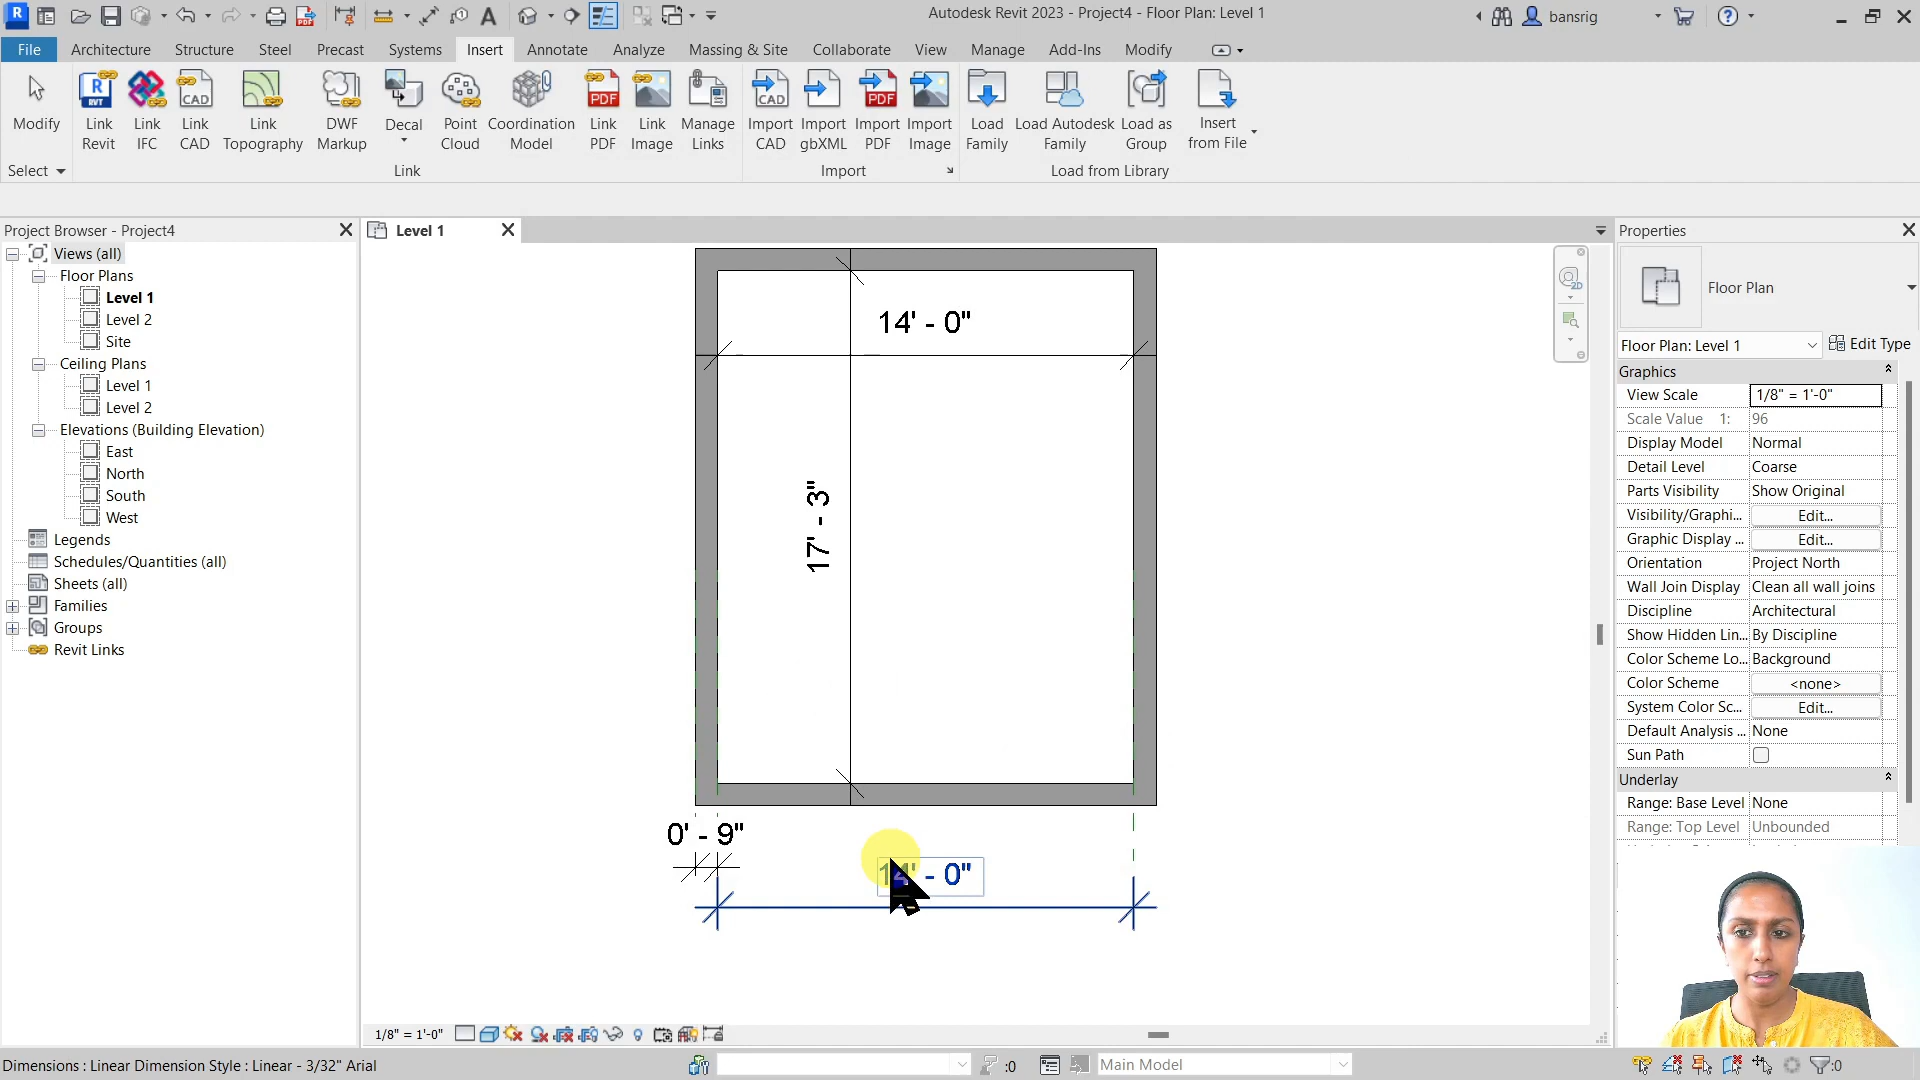 Autodesk Revit 2023 - Project4 - Floor Plan: Level 1
bansrig
File Architecture Structure Steel Precast Systems Insert Annotate Analyze Massing & Site Collaborate View Manage Add-Ins Modify
Modify
Link Revit
Link IFC
Link CAD
Link Topography
DWF Markup
Decal
Point Cloud
Coordination Model
Link PDF
Link Image
Manage Links
Import CAD
Import gbXML
Import PDF
Import Image
Load Family
Load Autodesk Family
Load as Group
Insert from File
Select
Link
Import
Load from Library
Project Browser - Project4
Views (all)
Floor Plans
Level 1
Level 2
Site
Ceiling Plans
Level 1
Level 2
Elevations (Building Elevation)
East
North
South
West
Legends
Schedules/Quantities (all)
Sheets (all)
Families
Groups
Revit Links
Level 1
14' - 0"
17' - 3"
0' - 9"
14' - 0"
1/8" = 1'-0"
Properties
Floor Plan
Floor Plan: Level 1 Edit Type
Graphics
View Scale 1/8" = 1'-0"
Scale Value 1: 96
Display Model Normal
Detail Level Coarse
Parts Visibility Show Original
Visibility/Graphi... Edit...
Graphic Display ... Edit...
Orientation Project North
Wall Join Display Clean all wall joins
Discipline Architectural
Show Hidden Lin... By Discipline
Color Scheme Lo... Background
Color Scheme <none>
System Color Sc... Edit...
Default Analysis ... None
Sun Path
Underlay
Range: Base Level None
Range: Top Level Unbounded
Dimensions : Linear Dimension Style : Linear - 3/32" Arial
:0
Main Model
:0